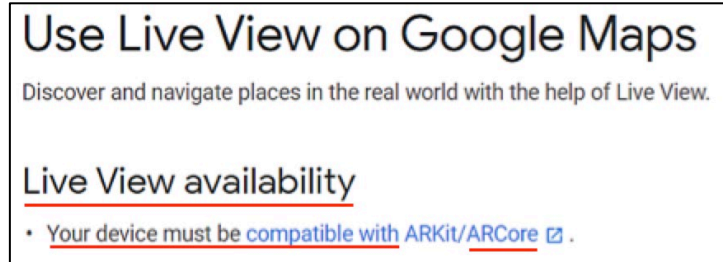 Use Live View on Google Maps
Discover and navigate places in the real world with the help of Live View.
Live View availability
• Your device must be compatible with ARKit/ARCore .